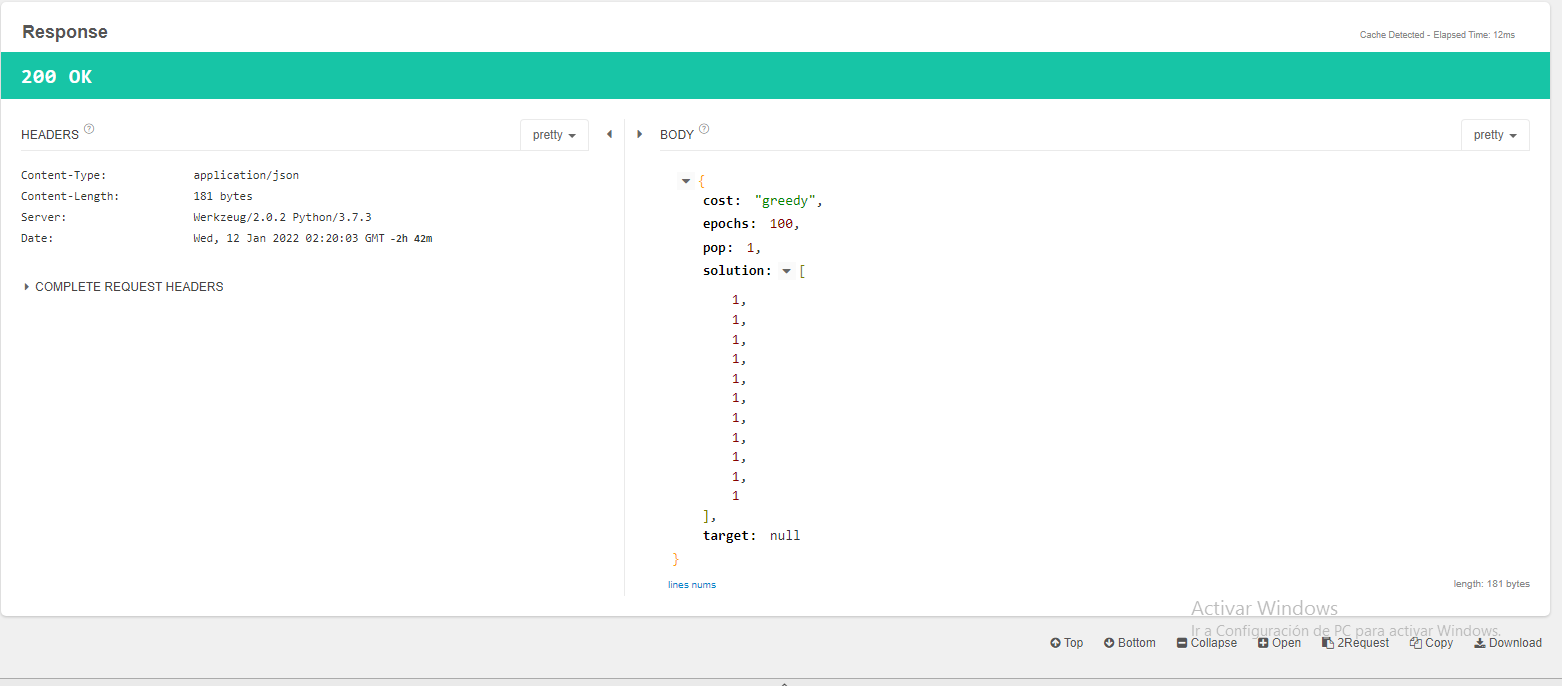 Response
Cache Detected - Elapsed Time: 12ms
200 OK
HEADERS ?
pretty
Content-Type: application/json
Content-Length: 181 bytes
Server: Werkzeug/2.0.2 Python/3.7.3
Date: Wed, 12 Jan 2022 02:20:03 GMT -2h 42m
COMPLETE REQUEST HEADERS
BODY ?
pretty
{
cost: "greedy",
epochs: 100,
pop: 1,
solution: [
1,
1,
1,
1,
1,
1,
1,
1,
1,
1,
1
],
target: null
}
lines nums
length: 181 bytes
Activar Windows
Ir a Configuración de PC para activar Windows.
Top Bottom Collapse Open 2Request Copy Download